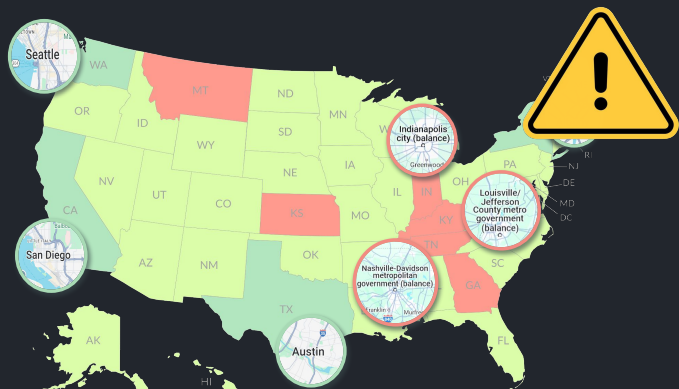 Seattle
WA
MT
ND
MN
OR
ID
SD
WY
Indianapolis
city (balance)
Greenwood
PA
RI
NJ
DE
MD
DC
NV
UT
CO
NE
IA
IL
IN
OH
CA
KS
MO
KY
Louisville/
Jefferson
County metro
government
(balance)
San Diego
AZ
NM
OK
TN
Nashville-Davidson
metropolitan
government (balance)
Franklin
SC
GA
TX
Austin
AK
HI
FL